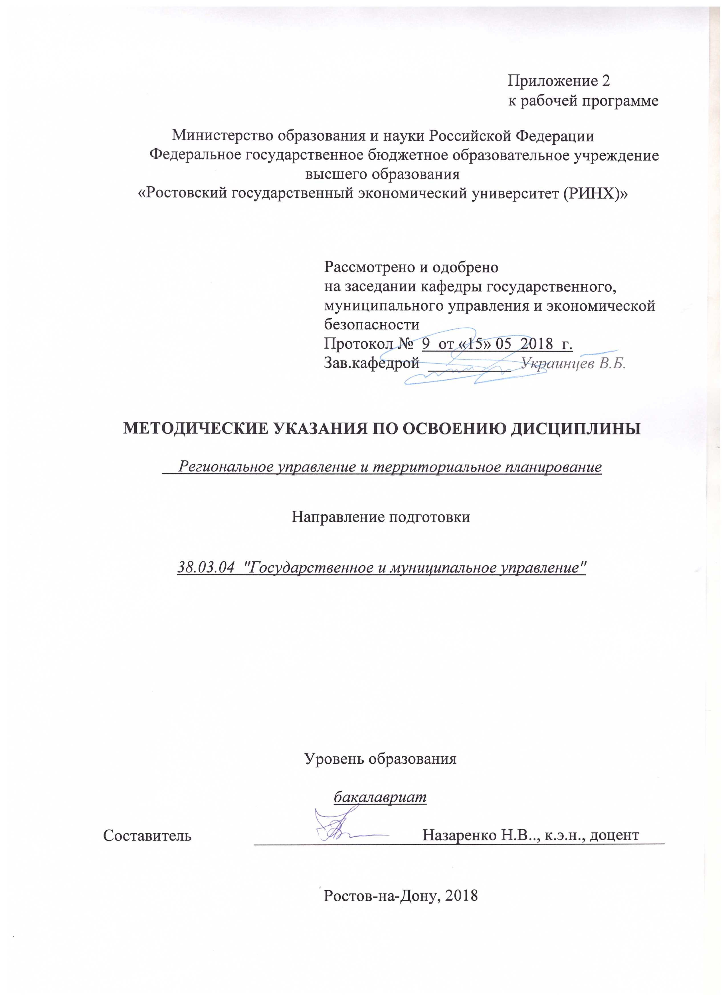 Приложение 2
к рабочей программе
Министерство образования и науки Российской Федерации
Федеральное государственное бюджетное образовательное учреждение
высшего образования
«Ростовский государственный экономический университет (РИНХ)»
Рассмотрено и одобрено
на заседании кафедры государственного,
муниципального управления и экономической
безопасности
Протокол № 9 от «15» 05 2018 г.
Зав.кафедрой __________ Украинцев В.Б.
МЕТОДИЧЕСКИЕ УКАЗАНИЯ ПО ОСВОЕНИЮ ДИСЦИПЛИНЫ
Региональное управление и территориальное планирование
Направление подготовки
38.03.04 "Государственное и муниципальное управление"
Уровень образования
бакалавриат
Составитель Назаренко Н.В.., к.э.н., доцент
Ростов-на-Дону, 2018